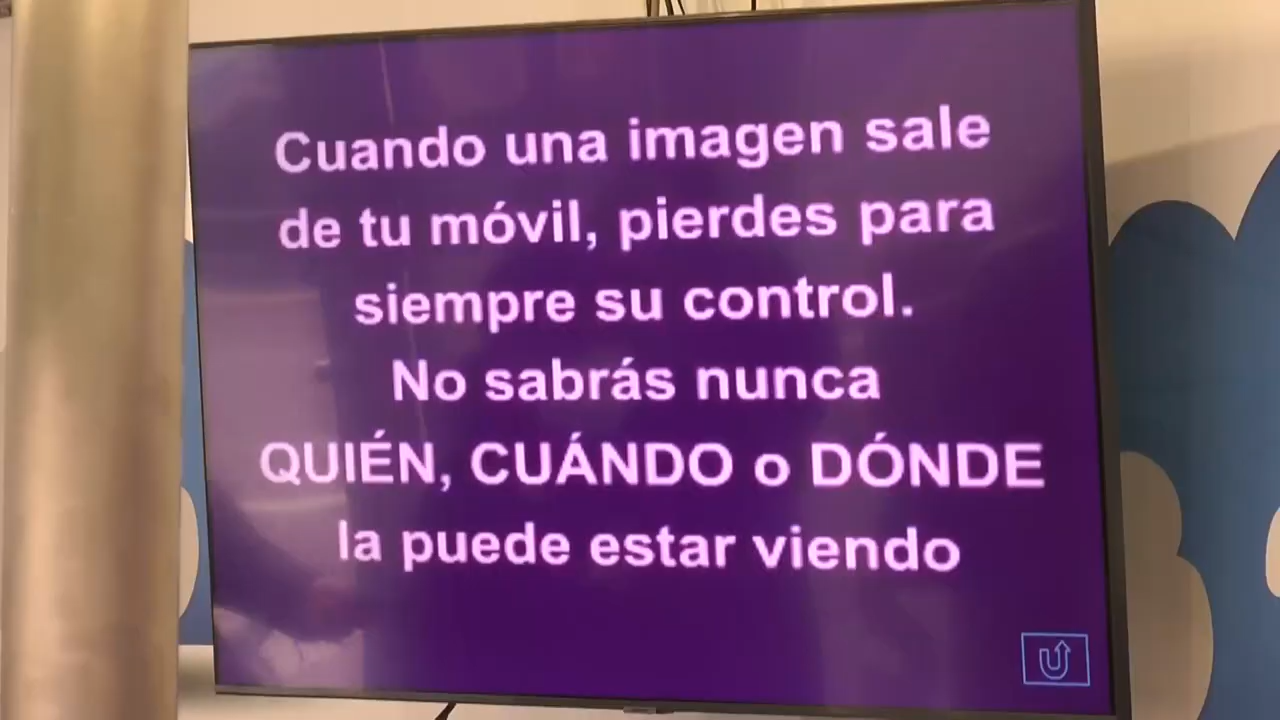 Cuando una imagen sale
de tu móvil, pierdes para
siempre su control.
No sabrás nunca
QUIÉN, CUÁNDO o DÓNDE
la puede estar viendo